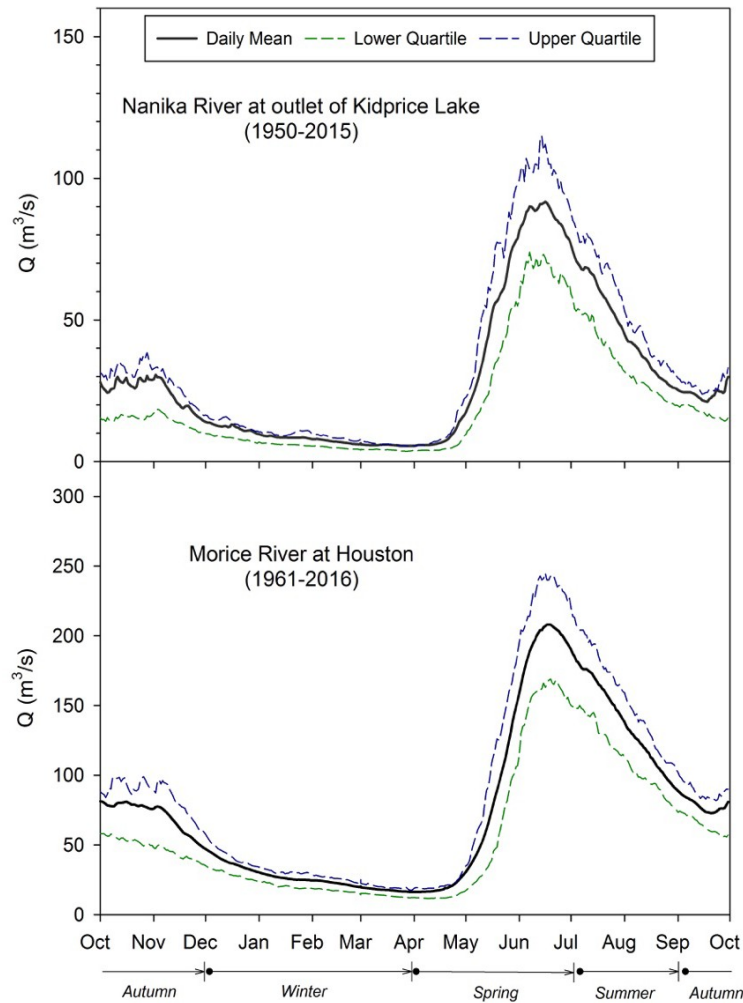 160
Daily Mean Lower Quartile Upper Quartile
Nanika River at outlet of Kidprice Lake
(1950-2015)
100
50
0
Q (m³/s)
300
Morice River at Houston
(1961-2016)
250
200
150
100
50
0
Q (m³/s)
Oct Nov Dec Jan Feb Mar Apr May Jun Jul Aug Sep Oct
Autumn Winter Spring Summer Autumn